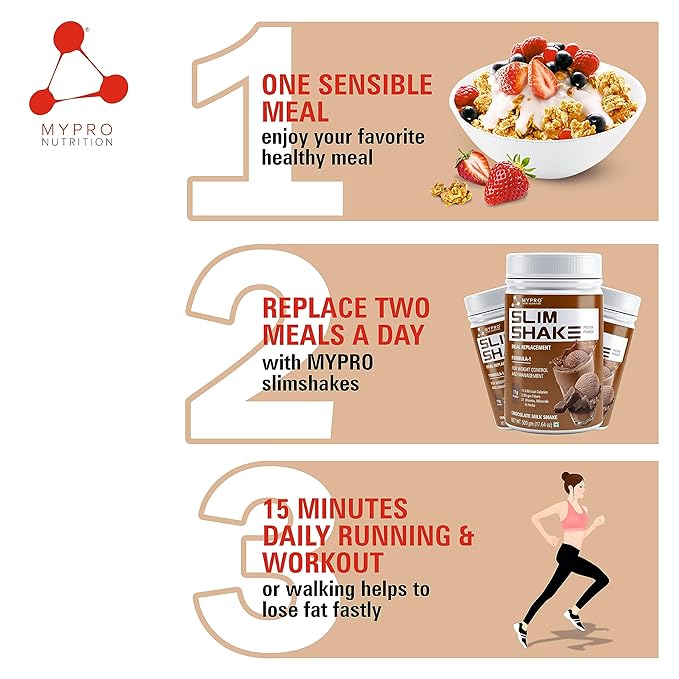 ®
MYPRO
NUTRITION
1
ONE SENSIBLE
MEAL
enjoy your favorite
healthy meal
2
REPLACE TWO
MEALS A DAY
with MYPRO
slimshakes
MYPRO
SLIM
SHAKE
MEAL REPLACEMENT
FORMULA-1
FOR WEIGHT CONTROL
AND MANAGEMENT
CHOCOLATE MILK SHAKE
NET WT. 500 gm (17.64 oz)
3
15 MINUTES
DAILY RUNNING &
WORKOUT
or walking helps to
lose fat fastly